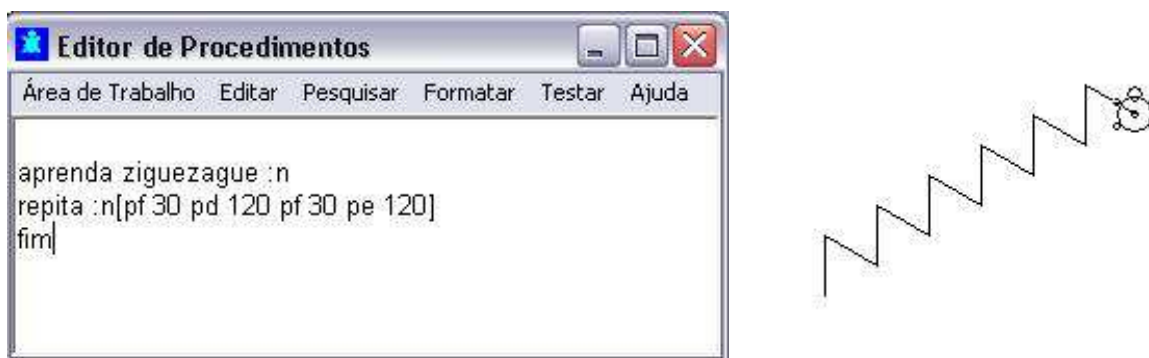 Editor de Procedimentos
Área de Trabalho Editar Pesquisar Formatar Testar Ajuda
aprenda ziguezague :n
repita :n[pf 30 pd 120 pf 30 pe 120]
fim